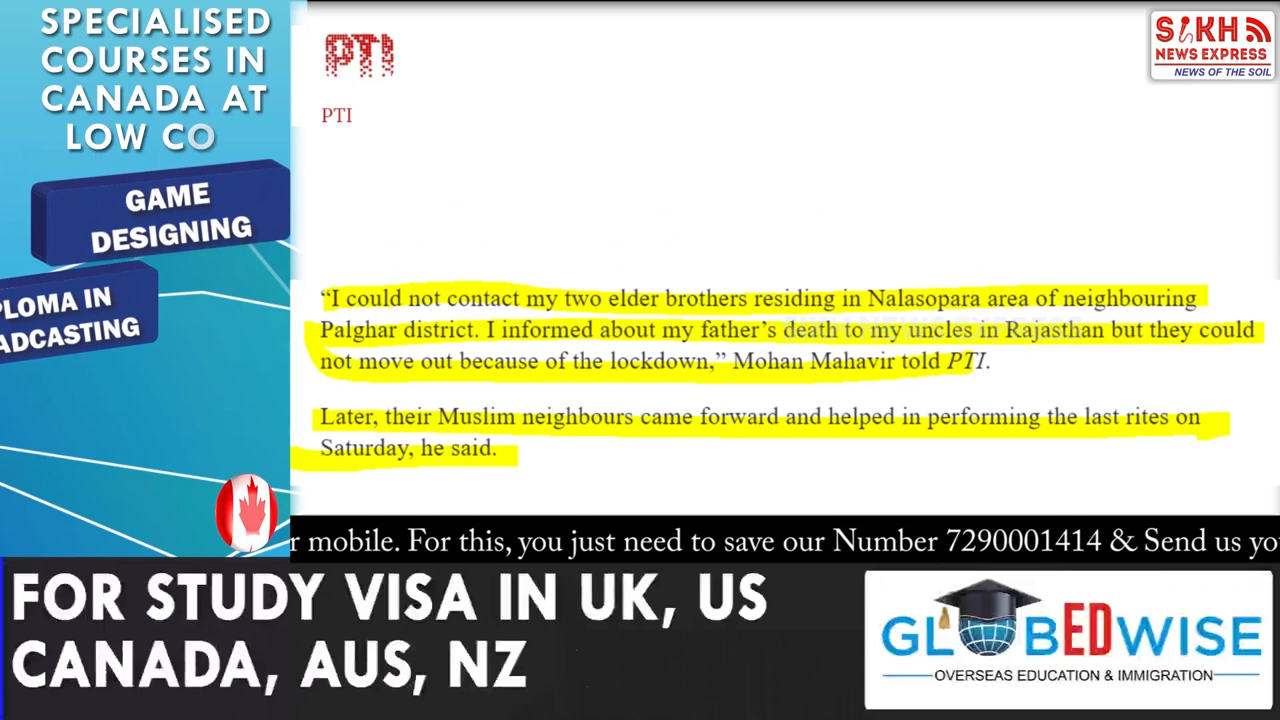 SPECIALISED
COURSES IN
CANADA AT
LOW CO
GAME
DESIGNING
PLOMA IN
ADCASTING
PTI
PTI
SIKH
NEWS EXPRESS
NEWS OF THE SOIL
“I could not contact my two elder brothers residing in Nalasopara area of neighbouring
Palghar district. I informed about my father’s death to my uncles in Rajasthan but they could
not move out because of the lockdown,” Mohan Mahavir told PTI.
Later, their Muslim neighbours came forward and helped in performing the last rites on
Saturday, he said.
r mobile. For this, you just need to save our Number 7290001414 & Send us yo
FOR STUDY VISA IN UK, US
CANADA, AUS, NZ
GLOBEDWISE
OVERSEAS EDUCATION & IMMIGRATION